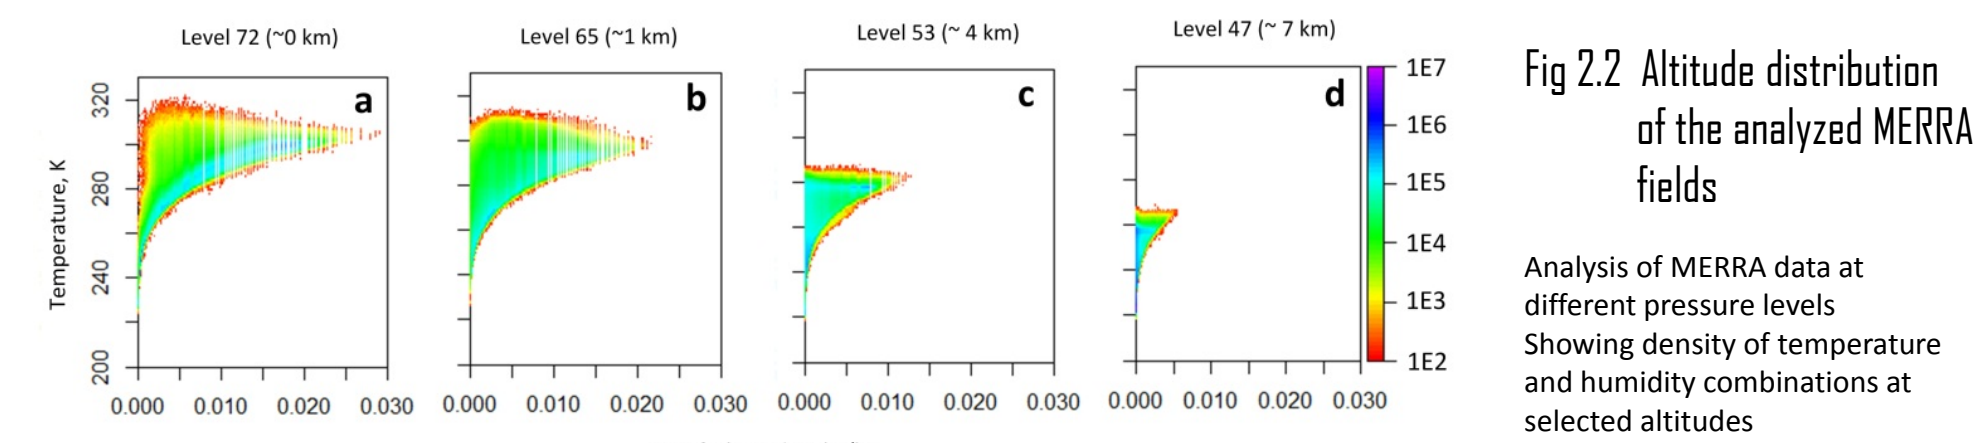 Level 72 (~0 km)
Level 65 (~1 km)
Level 53 (~ 4 km)
Level 47 (~ 7 km)
a
b
c
d
Temperature, K
320
280
240
200
0.000 0.010 0.020 0.030
0.000 0.010 0.020 0.030
0.000 0.010 0.020 0.030
0.000 0.010 0.020 0.030
1E7
1E6
1E5
1E4
1E3
1E2
Fig 2.2 Altitude distribution
of the analyzed MERRA
fields
Analysis of MERRA data at
different pressure levels
Showing density of temperature
and humidity combinations at
selected altitudes